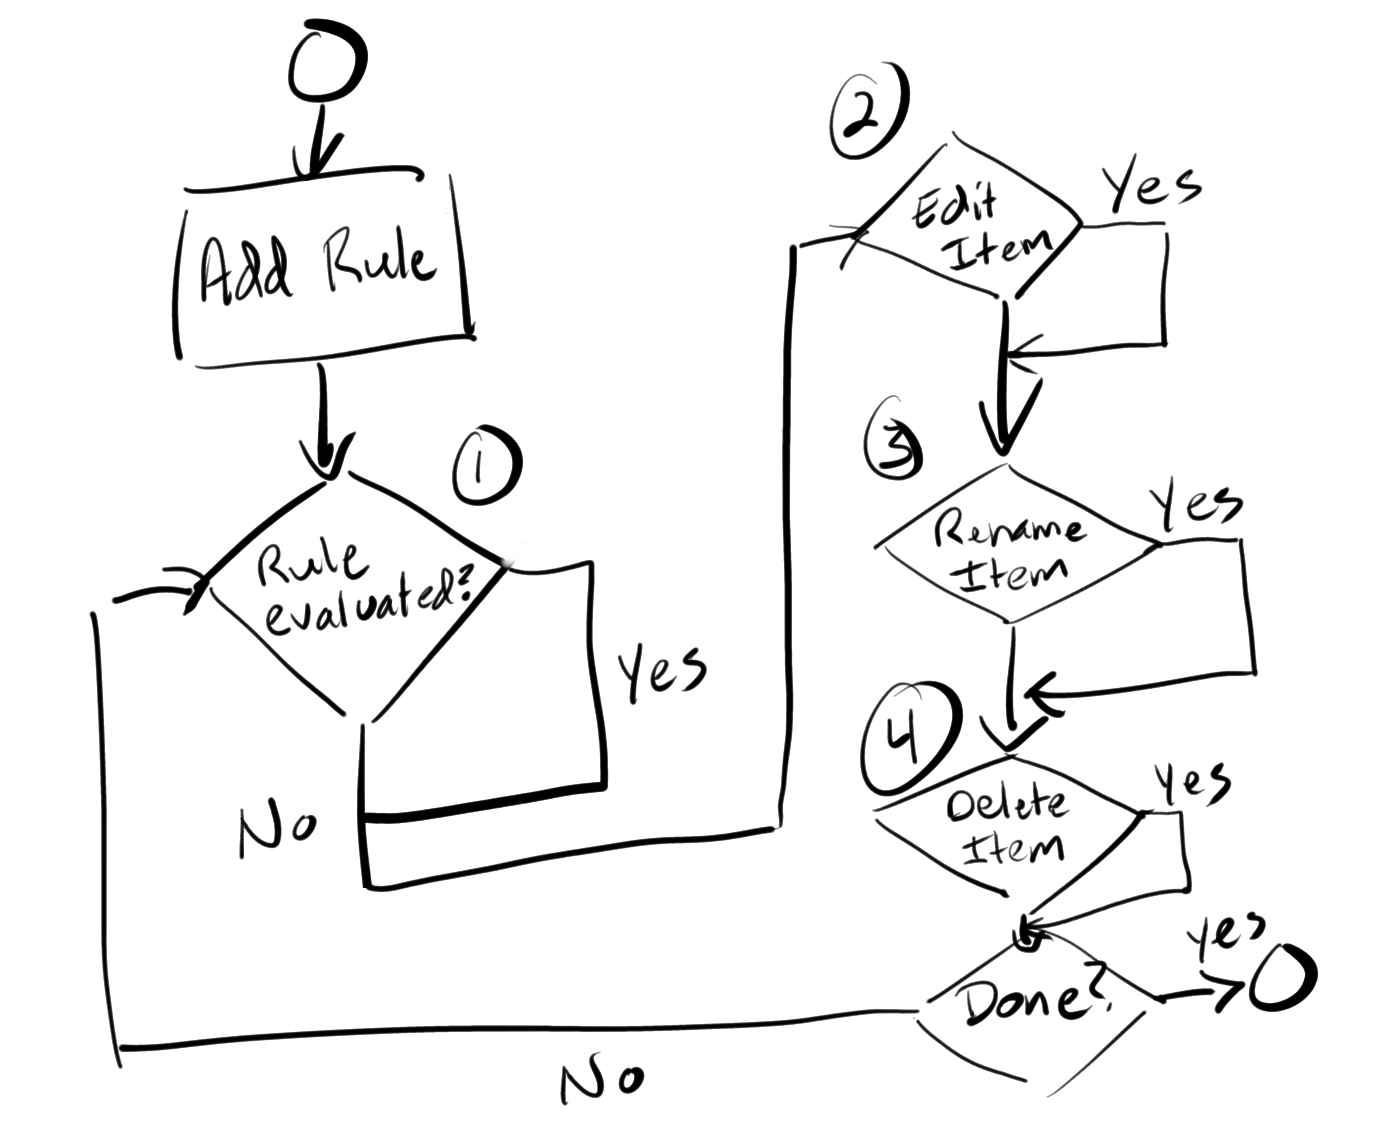 Add Rule
1
Rule
evaluated?
Yes
No
2
Edit
Item
Yes
3
Rename
Item
Yes
4
Delete
Item
Yes
Done?
yes
No